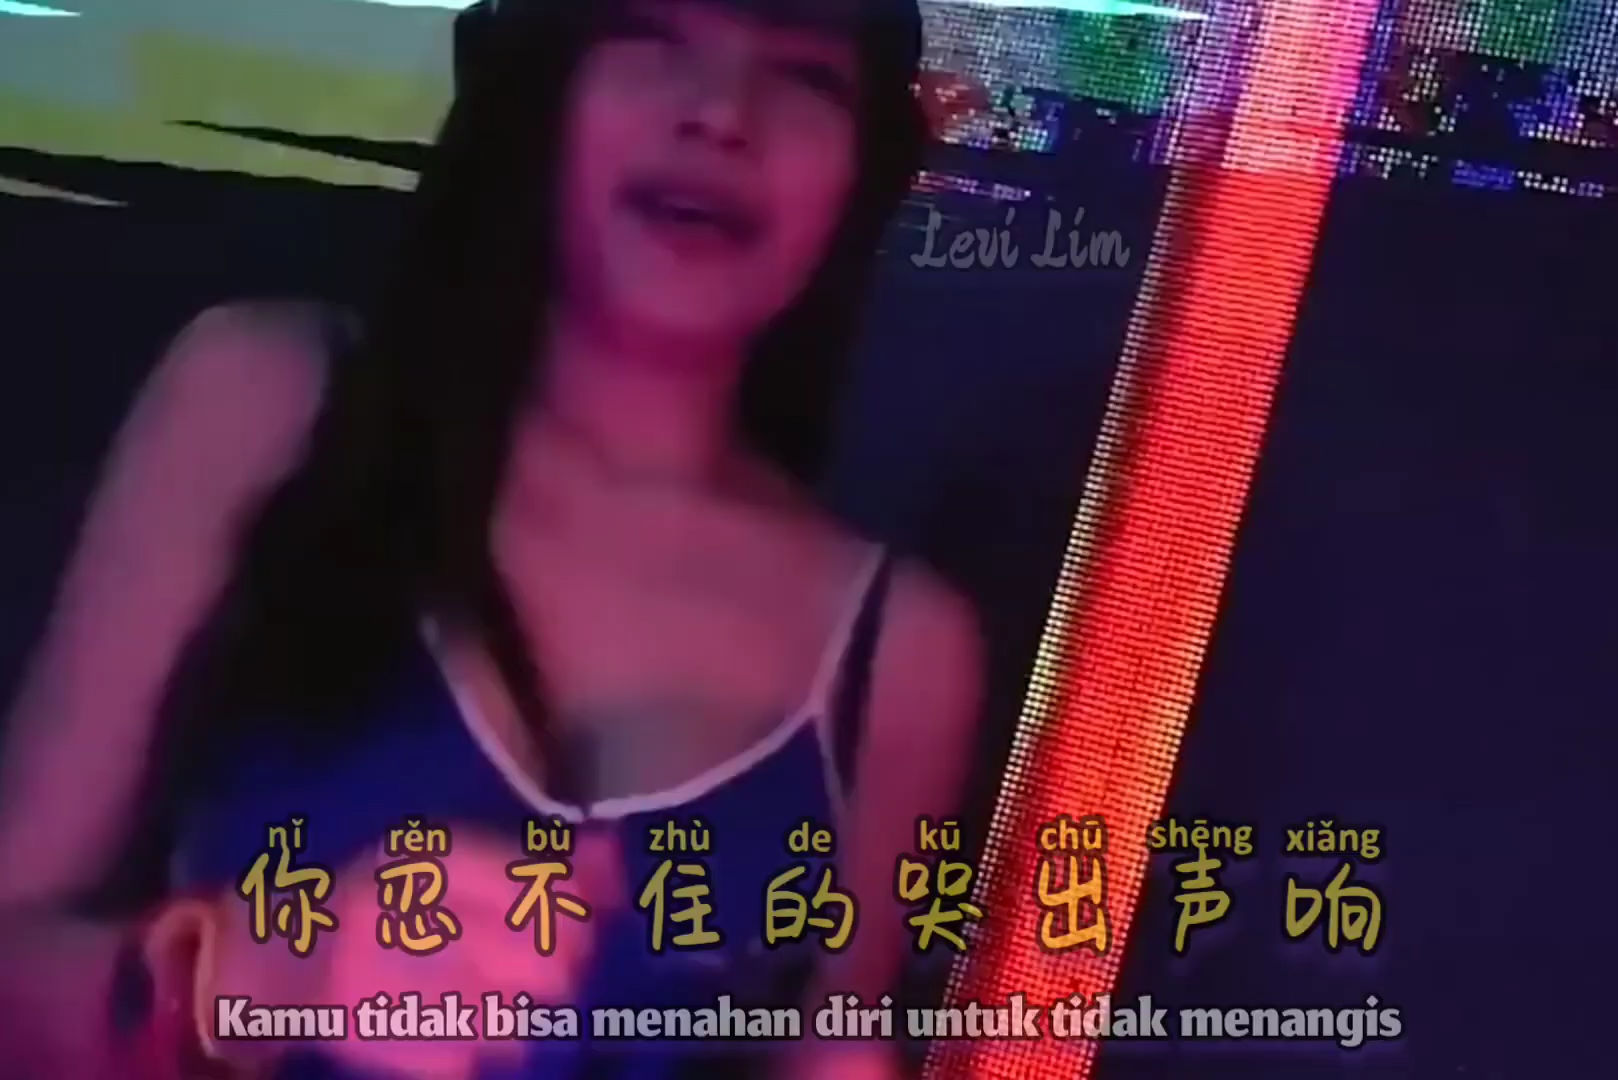 Levi Lim
nǐ rěn bù zhù de kū chū shēng xiǎng
你忍不住的哭出声响
Kamu tidak bisa menahan diri untuk tidak menangis